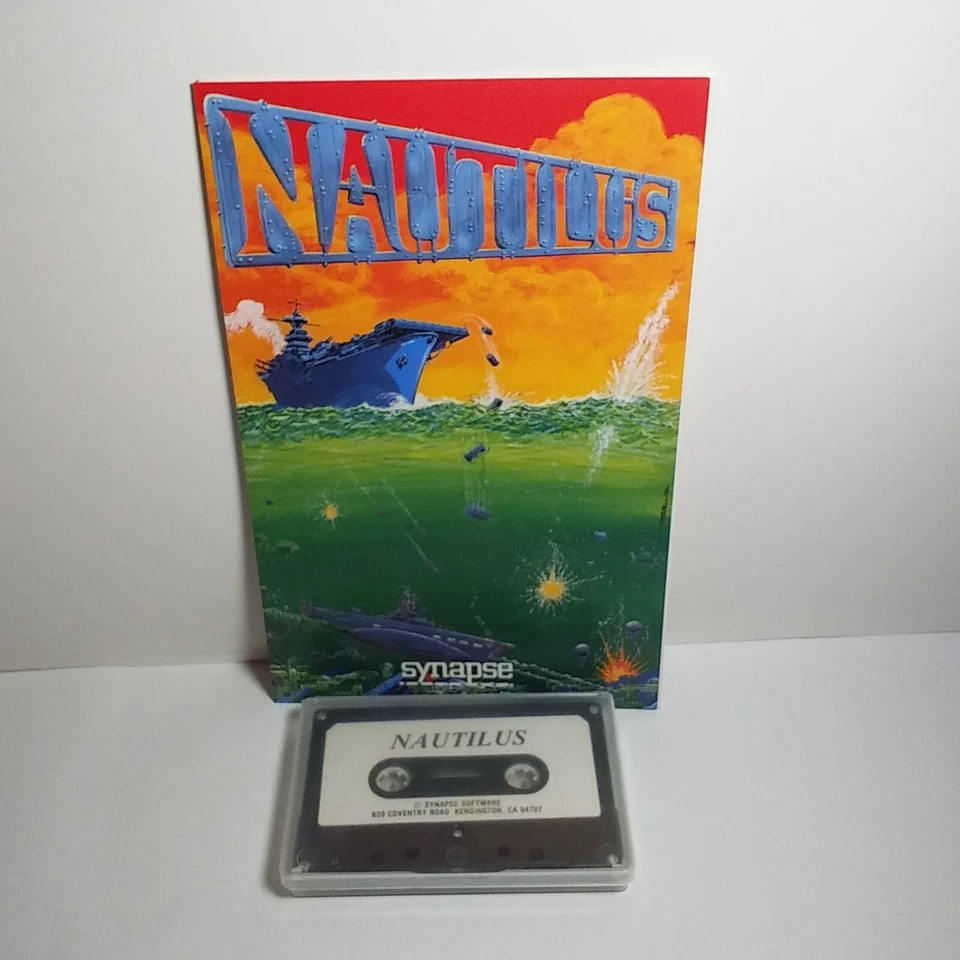 NAUTILUS
synapse
NAUTILUS
© SYNAPSE SOFTWARE
820 COVENTRY ROAD KENSINGTON, CA 94707